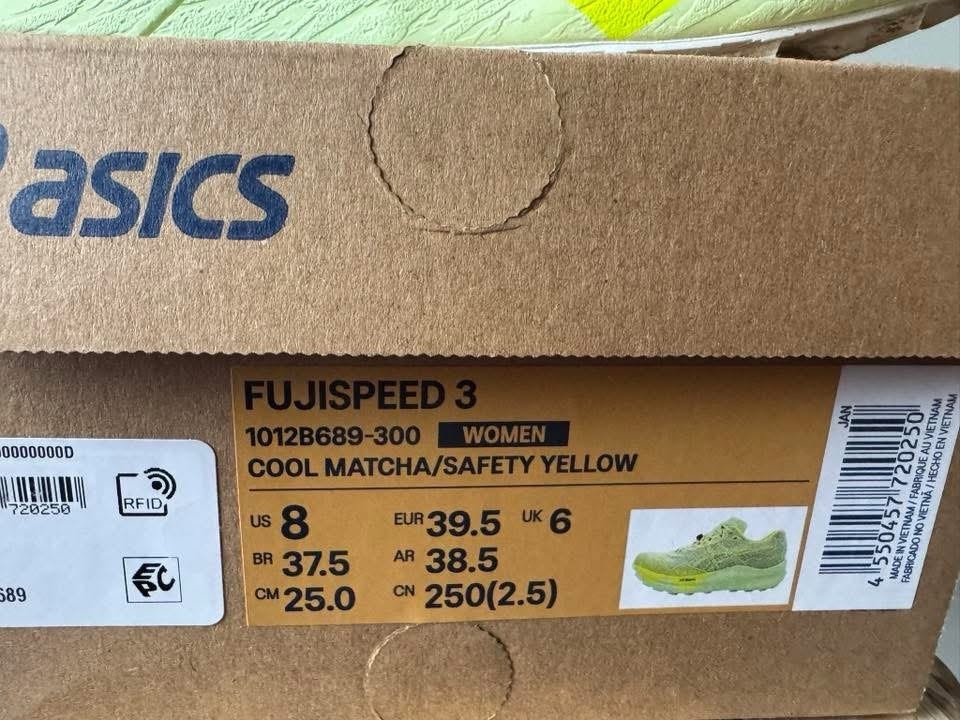 asics
FUJISPEED 3
1012B689-300 WOMEN
COOL MATCHA/SAFETY YELLOW
US 8 EUR 39.5 UK 6
BR 37.5 AR 38.5
CM 25.0 CN 250(2.5)
JAN
4 550457 720250
MADE IN VIETNAM / FABRIQUÉ AU VIETNAM
FABRICADO NO VIETNÃ / HECHO EN VIETNAM
0000000D
720250
RFID
EPC
689